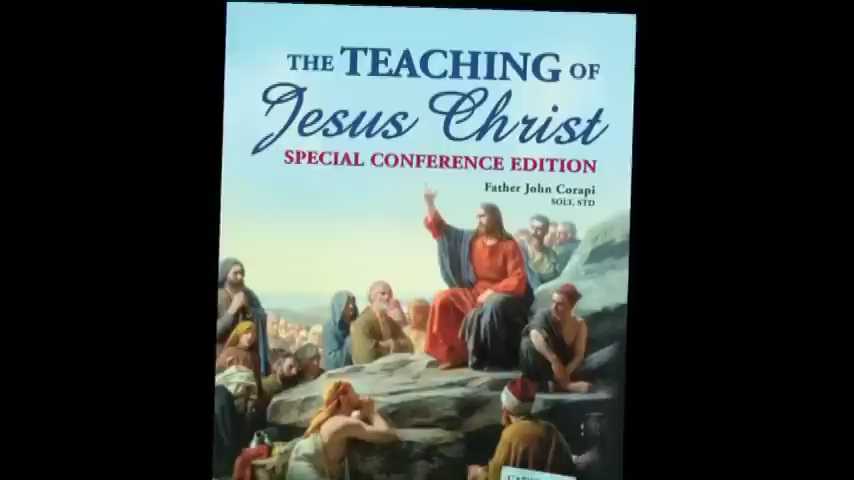 THE TEACHING OF
Jesus Christ
SPECIAL CONFERENCE EDITION
Father John Corapi
SOLT, STD